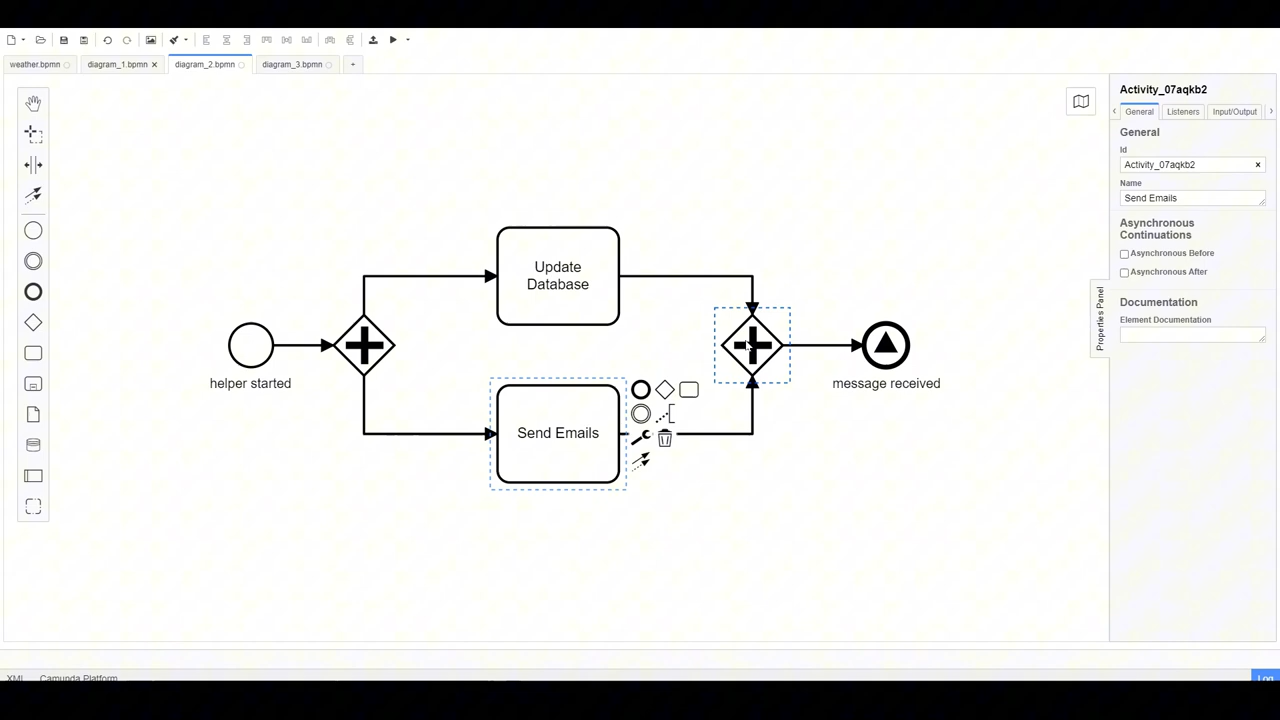 weather.bpmn
diagram_1.bpmn
diagram_2.bpmn
diagram_3.bpmn
+
Activity_07aqkb2
General
Listeners
Input/Output
General
Id
Activity_07aqkb2
Name
Send Emails
Asynchronous
Continuations
Asynchronous Before
Asynchronous After
Documentation
Element Documentation
Properties Panel
Update
Database
helper started
message received
Send Emails
XML
Camunda Platform
Log